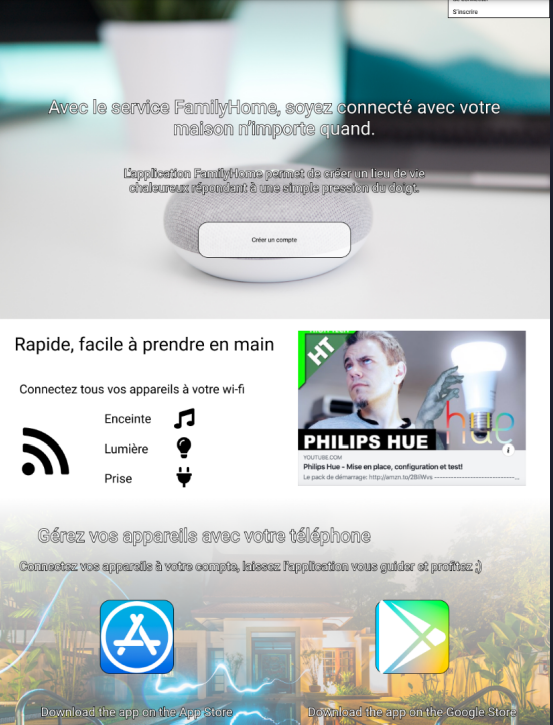 S'inscrire
Avec le service FamilyHome, soyez connecté avec votre
maison n'importe quand.
L'application FamilyHome permet de créer un lieu de vie
chaleureux répondant à une simple pression du doigt.
Créer un compte
Rapide, facile à prendre en main
Connectez tous vos appareils à votre wi-fi
Enceinte
Lumière
Prise
HT
hue
PHILIPS HUE
YOUTUBE.COM
Philips Hue - Mise en place, configuration et test!
Le pack de démarage: http://amzn.to/2BilWvs -----------------------------...
Gérez vos appareils avec votre téléphone
Connectez vos appareils à votre compte, laissez l'application vous guider et profitez ;)
Download the app on the App Store
Download the app on the Google Store